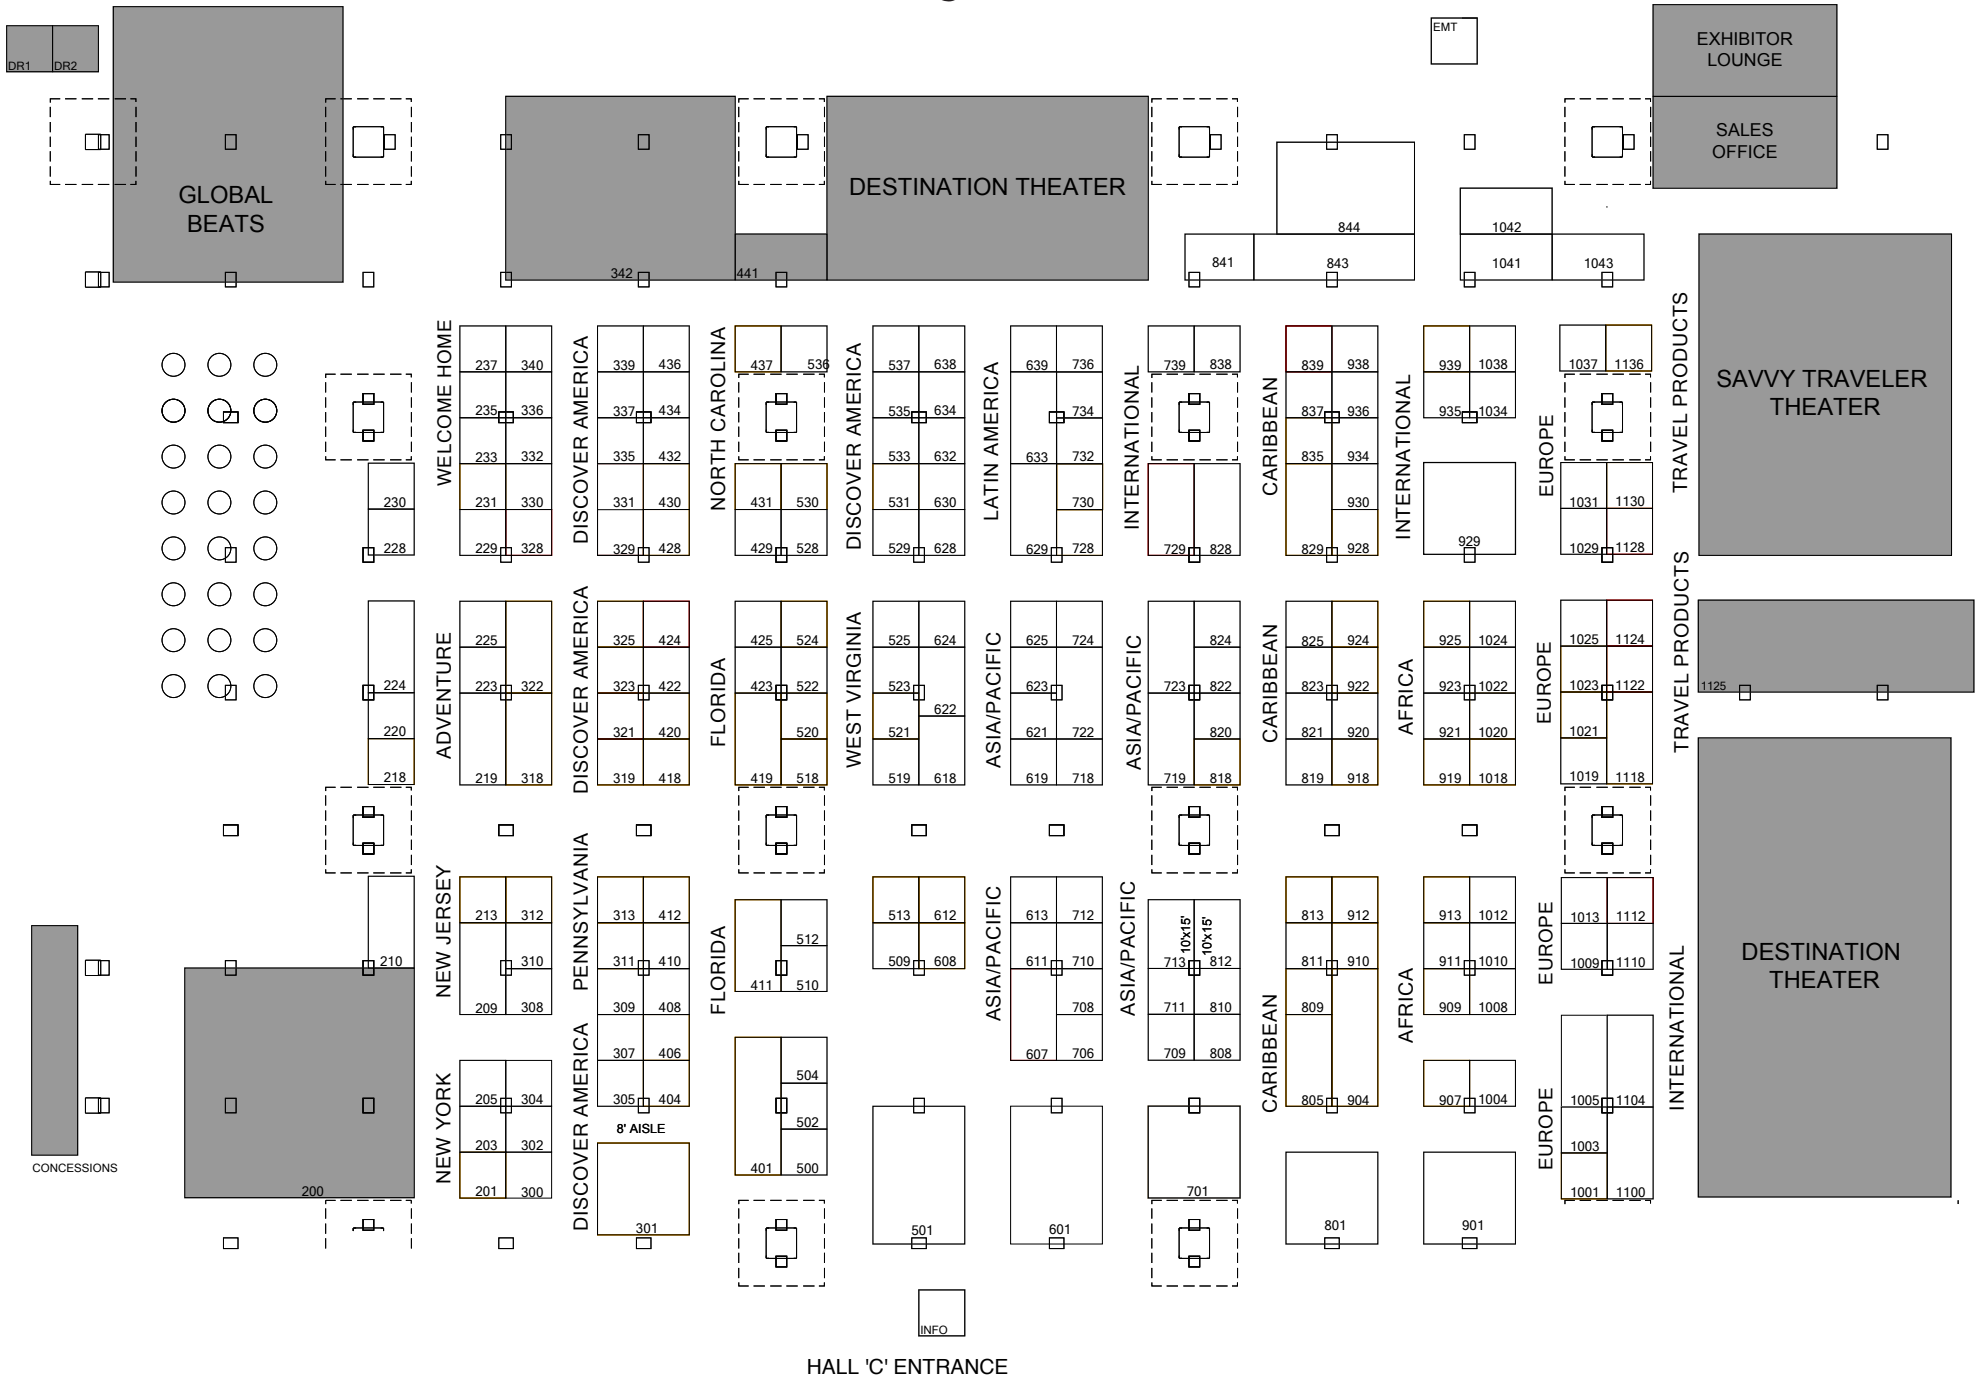 EMT
EXHIBITOR
LOUNGE
DR1 DR2
SALES
OFFICE
GLOBAL
BEATS
DESTINATION THEATER
844
1042
342 441 841 843 1041 1043
WELCOME HOME
DISCOVER AMERICA
NORTH CAROLINA
DISCOVER AMERICA
LATIN AMERICA
INTERNATIONAL
CARIBBEAN
INTERNATIONAL
EUROPE
TRAVEL PRODUCTS
SAVVY TRAVELER
THEATER
237 340 339 436 437 536 537 638 639 736 739 838 839 938 939 1038 1037 1136
235 336 337 434 535 634 734 837 936 935 1034
233 332 335 432 533 632 633 732 835 934
230 231 330 331 430 431 530 531 630 730 930 1031 1130
228 229 328 329 428 429 528 529 628 629 728 729 828 829 928 929 1029 1128
ADVENTURE
DISCOVER AMERICA
FLORIDA
WEST VIRGINIA
ASIA/PACIFIC
ASIA/PACIFIC
CARIBBEAN
AFRICA
EUROPE
TRAVEL PRODUCTS
225 325 424 425 524 525 624 625 724 824 825 924 925 1024 1025 1124
224 223 322 323 422 423 522 523 623 723 822 823 922 923 1022 1023 1122 1125
622
220 321 420 520 521 621 722 820 821 920 921 1020 1021
218 219 318 319 418 419 518 519 618 619 718 719 818 819 918 919 1018 1019 1118
NEW JERSEY
PENNSYLVANIA
FLORIDA
ASIA/PACIFIC
ASIA/PACIFIC
CARIBBEAN
AFRICA
EUROPE
INTERNATIONAL
DESTINATION
THEATER
213 312 313 412 513 612 613 712 813 912 913 1012 1013 1112
512 10'x15' 10'x15'
210 310 311 410 509 608 611 710 713 812 811 910 911 1010 1009 1110
411 510
209 308 309 408 708 711 810 809 909 1008
307 406 607 706 709 808
NEW YORK
DISCOVER AMERICA
EUROPE
504
205 304 305 404 805 904 907 1004 1005 1104
8' AISLE
502
203 302 1003
CONCESSIONS
401 500
200 201 300 701 1001 1100
301 501 601 801 901
INFO
HALL 'C' ENTRANCE